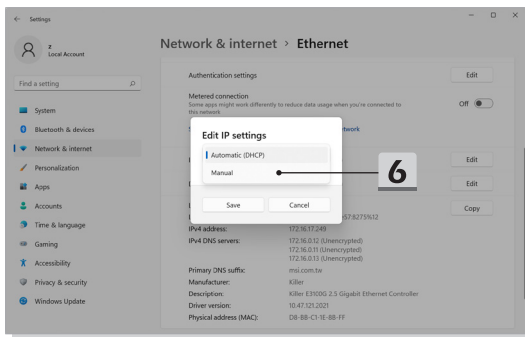 Settings
z
Local Account
Find a setting
System
Bluetooth & devices
Network & internet
Personalization
Apps
Accounts
Time & language
Gaming
Accessibility
Privacy & security
Windows Update
Network & internet > Ethernet
Authentication settings
Edit
Metered connection
Some apps might work differently to reduce data usage when you're connected to
this network
Off
Edit IP settings
Automatic (DHCP)
Manual
6
Save
Cancel
Edit
Edit
Copy
:57:8275%12
IPv4 address: 172.16.17.249
IPv4 DNS servers: 172.16.0.12 (Unencrypted)
172.16.0.11 (Unencrypted)
172.16.0.13 (Unencrypted)
Primary DNS suffix: msi.com.tw
Manufacturer: Killer
Description: Killer E3100G 2.5 Gigabit Ethernet Controller
Driver version: 10.47.121.2021
Physical address (MAC): D8-BB-C1-1E-8B-FF